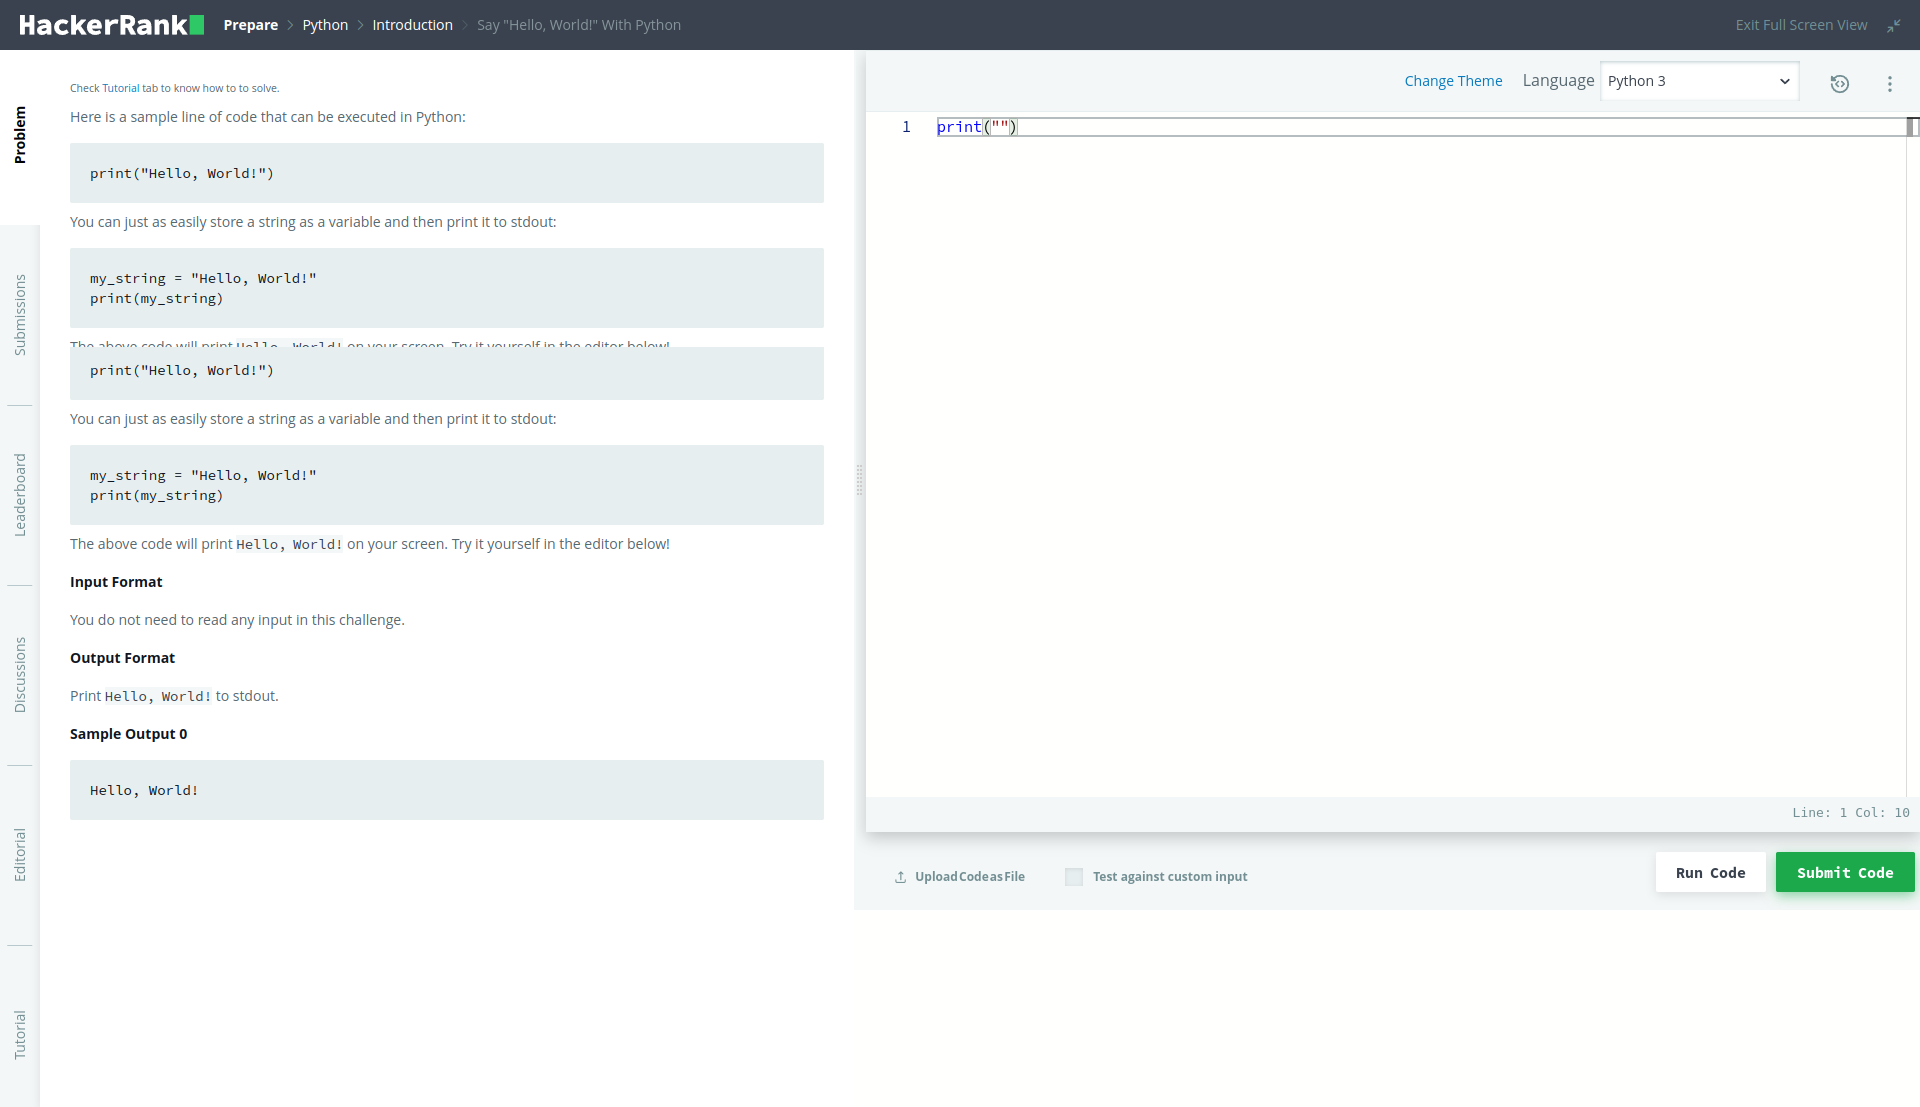 HackerRank
Prepare > Python > Introduction > Say "Hello, World!" With Python
Exit Full Screen View
Problem
Submissions
Leaderboard
Discussions
Editorial
Tutorial
Check Tutorial tab to know how to to solve.
Here is a sample line of code that can be executed in Python:
print("Hello, World!")
You can just as easily store a string as a variable and then print it to stdout:
my_string = "Hello, World!"
print(my_string)
The above code will print Hello, World! on your screen. Try it yourself in the editor below!
print("Hello, World!")
You can just as easily store a string as a variable and then print it to stdout:
my_string = "Hello, World!"
print(my_string)
The above code will print Hello, World! on your screen. Try it yourself in the editor below!
Input Format
You do not need to read any input in this challenge.
Output Format
Print Hello, World! to stdout.
Sample Output 0
Hello, World!
Change Theme
Language
Python 3
1
print("")
Line: 1 Col: 10
Upload Code as File
Test against custom input
Run Code
Submit Code